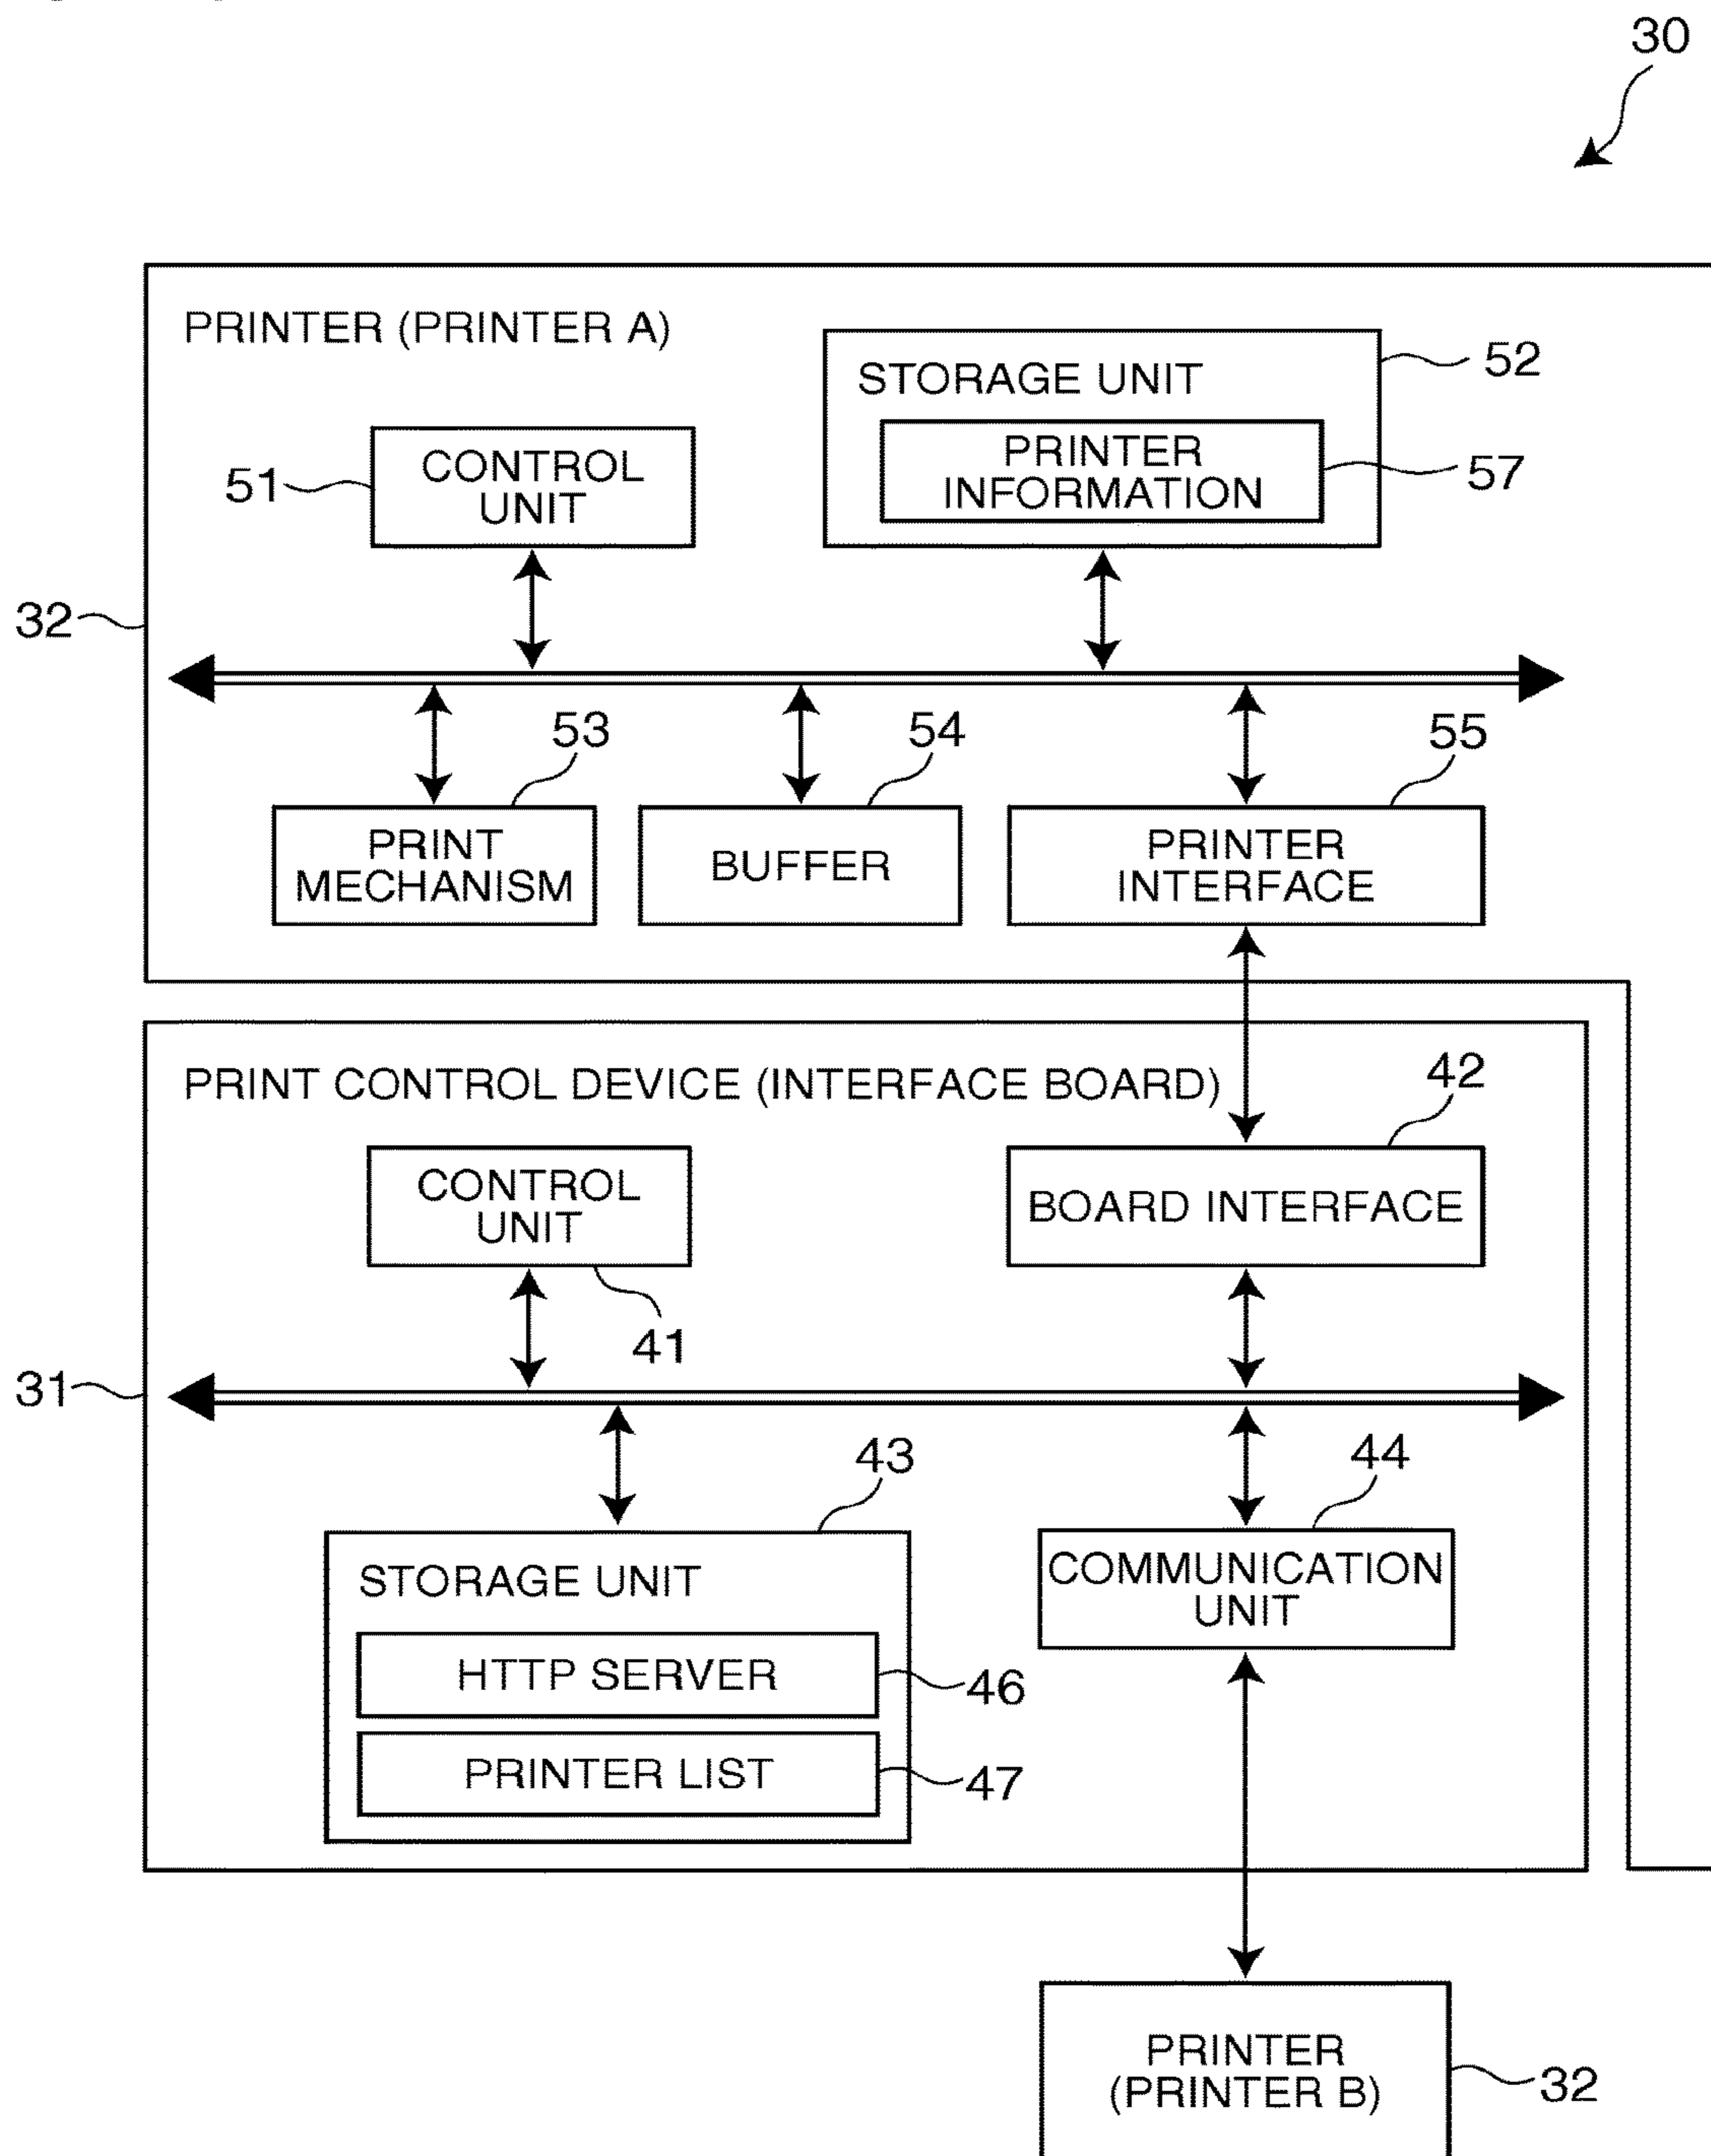 30
PRINTER (PRINTER A)
STORAGE UNIT
52
PRINTER
INFORMATION
57
51
CONTROL
UNIT
32
53
54
55
PRINT
MECHANISM
BUFFER
PRINTER
INTERFACE
PRINT CONTROL DEVICE (INTERFACE BOARD)
42
CONTROL
UNIT
BOARD INTERFACE
41
31
43
44
STORAGE UNIT
COMMUNICATION
UNIT
HTTP SERVER
46
PRINTER LIST
47
PRINTER
(PRINTER B)
32